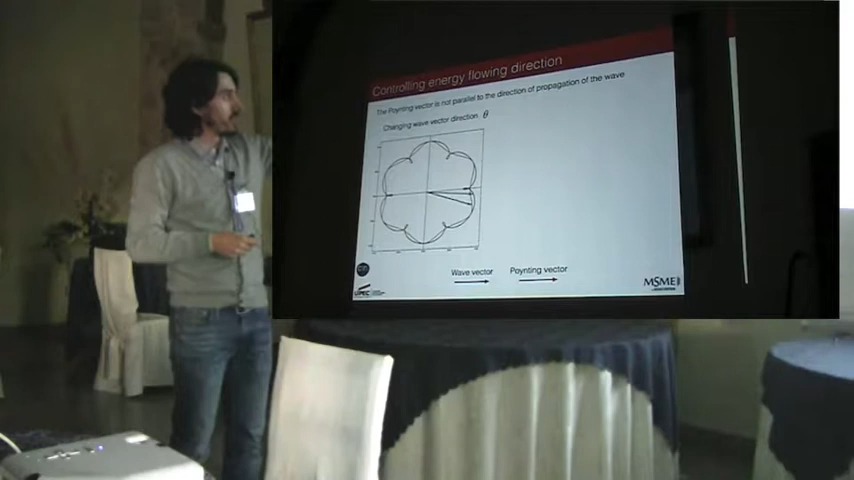 Controlling energy flowing direction
The Poynting vector is not parallel to the direction of propagation of the wave
Changing wave vector direction θ
Wave vector
Poynting vector
UPEC
MSME